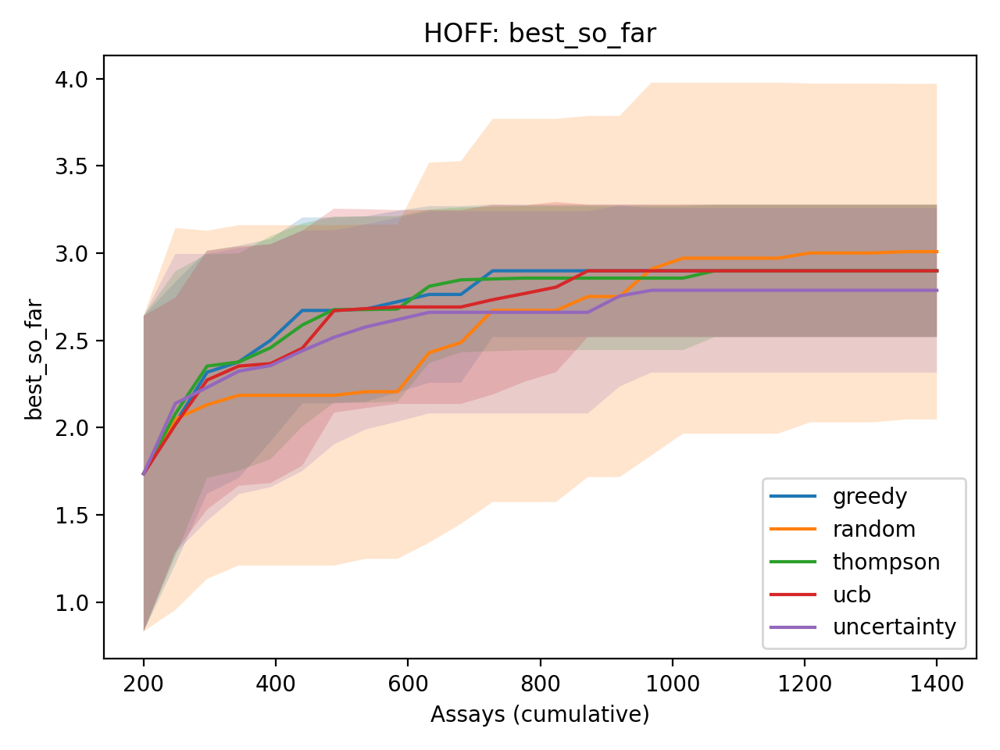 HOFF: best_so_far
best_so_far
4.0
3.5
3.0
2.5
2.0
1.5
1.0
200 400 600 800 1000 1200 1400
Assays (cumulative)
greedy
random
thompson
ucb
uncertainty